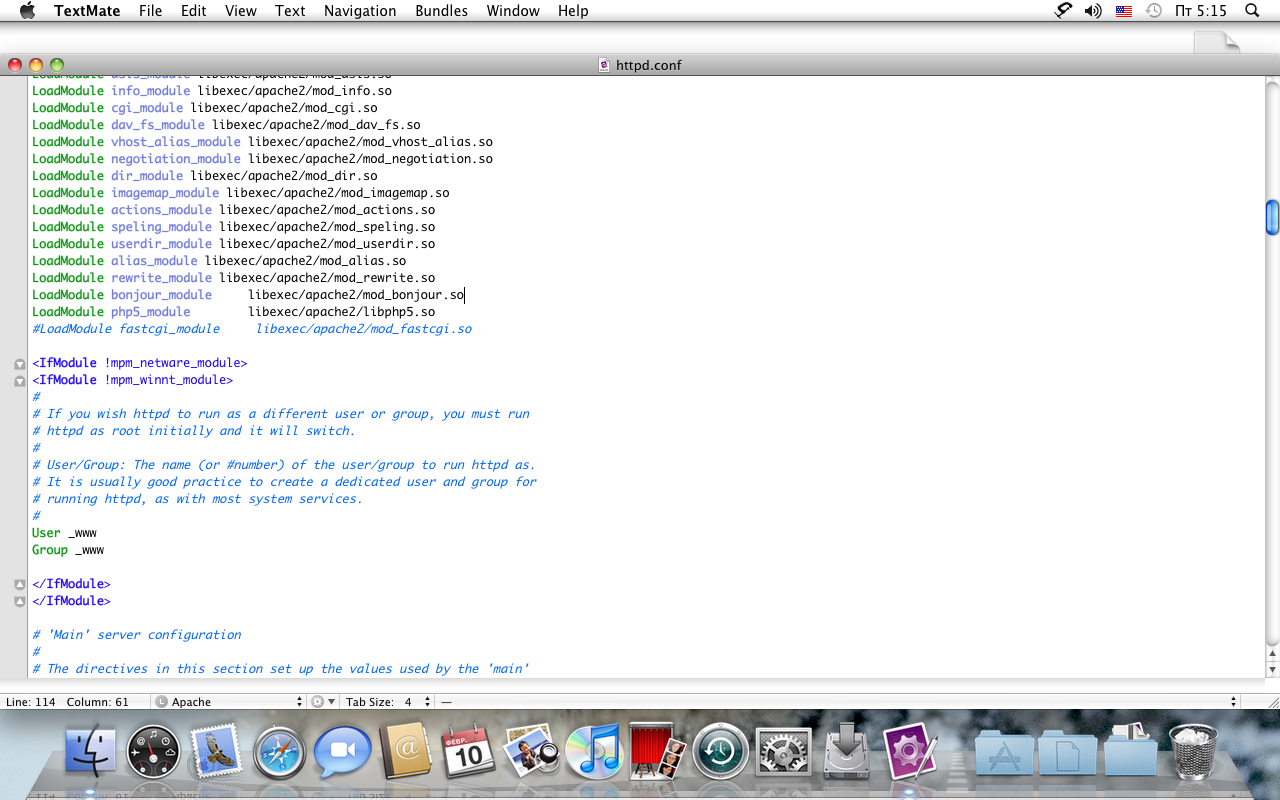 TextMate File Edit View Text Navigation Bundles Window Help Пт 5:15
httpd.conf
LoadModule asis_module libexec/apache2/mod_asis.so
LoadModule info_module libexec/apache2/mod_info.so
LoadModule cgi_module libexec/apache2/mod_cgi.so
LoadModule dav_fs_module libexec/apache2/mod_dav_fs.so
LoadModule vhost_alias_module libexec/apache2/mod_vhost_alias.so
LoadModule negotiation_module libexec/apache2/mod_negotiation.so
LoadModule dir_module libexec/apache2/mod_dir.so
LoadModule imagemap_module libexec/apache2/mod_imagemap.so
LoadModule actions_module libexec/apache2/mod_actions.so
LoadModule speling_module libexec/apache2/mod_speling.so
LoadModule userdir_module libexec/apache2/mod_userdir.so
LoadModule alias_module libexec/apache2/mod_alias.so
LoadModule rewrite_module libexec/apache2/mod_rewrite.so
LoadModule bonjour_module libexec/apache2/mod_bonjour.so
LoadModule php5_module libexec/apache2/libphp5.so
#LoadModule fastcgi_module libexec/apache2/mod_fastcgi.so
<IfModule !mpm_netware_module>
<IfModule !mpm_winnt_module>
#
# If you wish httpd to run as a different user or group, you must run
# httpd as root initially and it will switch.
#
# User/Group: The name (or #number) of the user/group to run httpd as.
# It is usually good practice to create a dedicated user and group for
# running httpd, as with most system services.
#
User _www
Group _www
</IfModule>
</IfModule>
# 'Main' server configuration
#
# The directives in this section set up the values used by the 'main'
Line: 114 Column: 61 L Apache Tab Size: 4 —
ФЕВР.
10